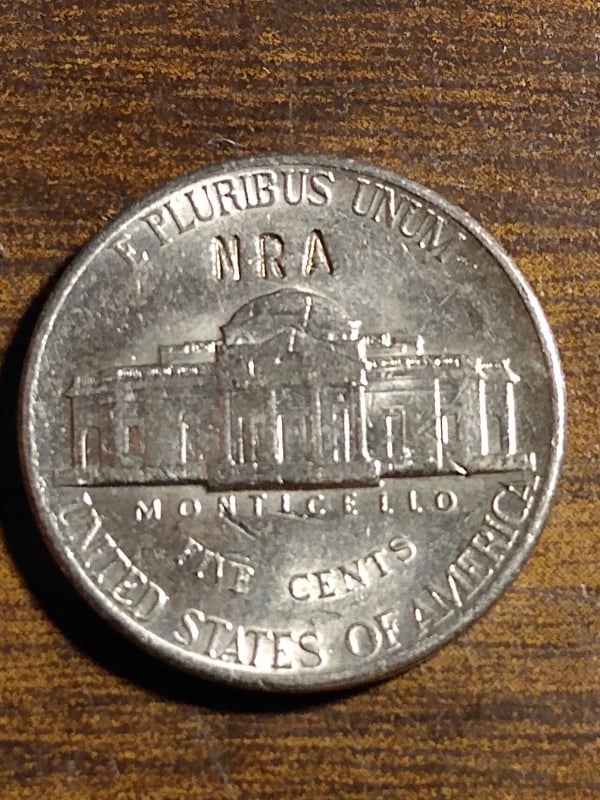 E PLURIBUS UNUM
NRA
MONTICELLO
FIVE CENTS
UNITED STATES OF AMERICA